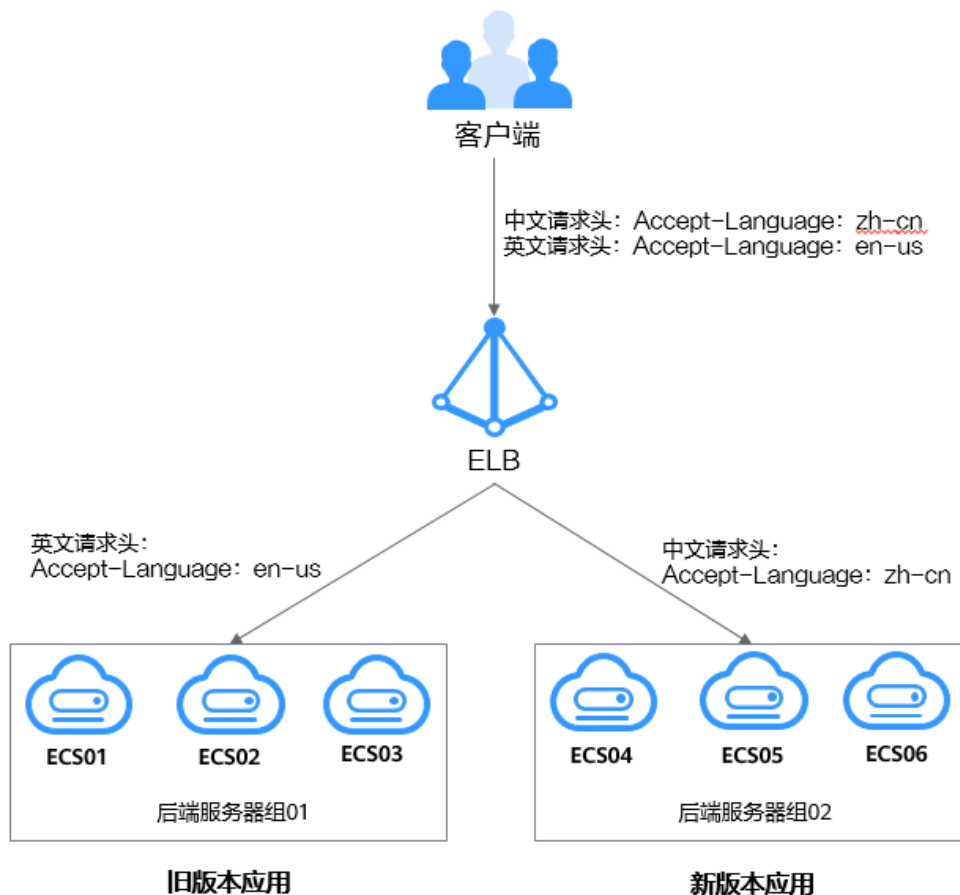 客户端
中文请求头：Accept-Language：zh-cn
英文请求头：Accept-Language：en-us
ELB
英文请求头：
Accept-Language：en-us
中文请求头：
Accept-Language：zh-cn
ECS01
ECS02
ECS03
后端服务器组01
旧版本应用
ECS04
ECS05
ECS06
后端服务器组02
新版本应用